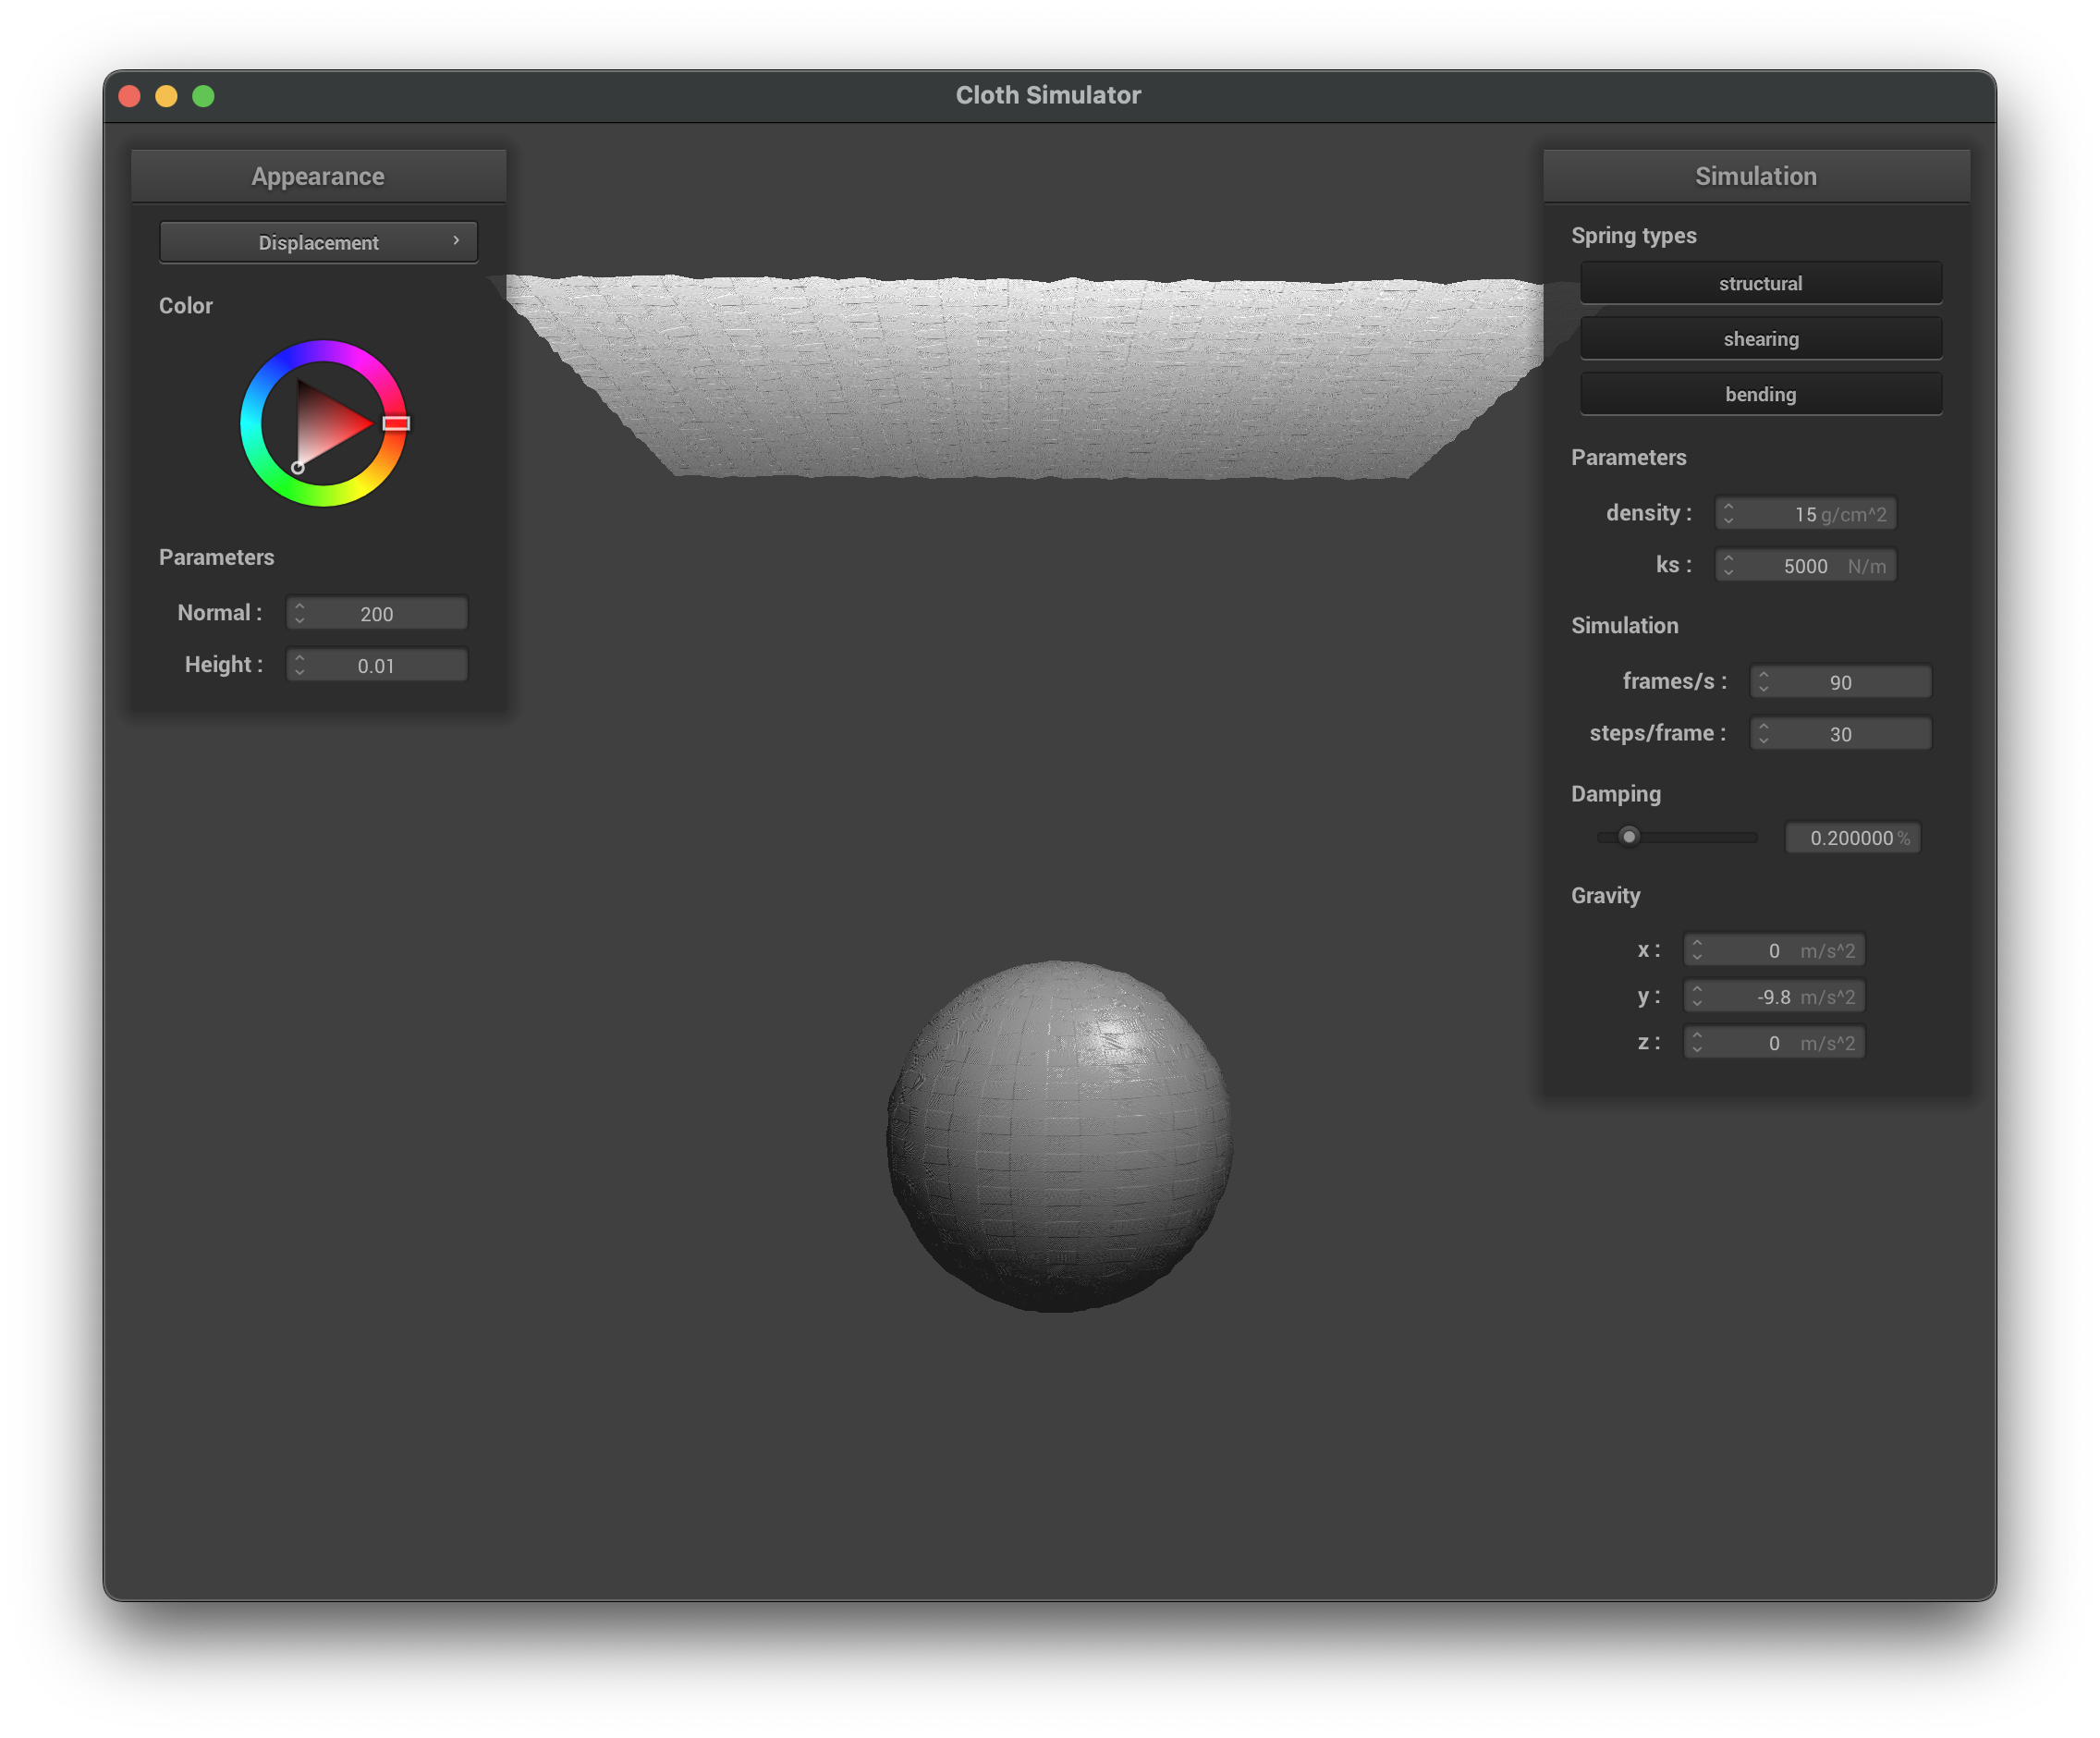 Cloth Simulator
Appearance
Displacement
Color
Parameters
Normal : 200
Height : 0.01
Simulation
Spring types
structural
shearing
bending
Parameters
density : 15 g/cm^2
ks : 5000 N/m
Simulation
frames/s : 90
steps/frame : 30
Damping
0.200000 %
Gravity
x : 0 m/s^2
y : -9.8 m/s^2
z : 0 m/s^2